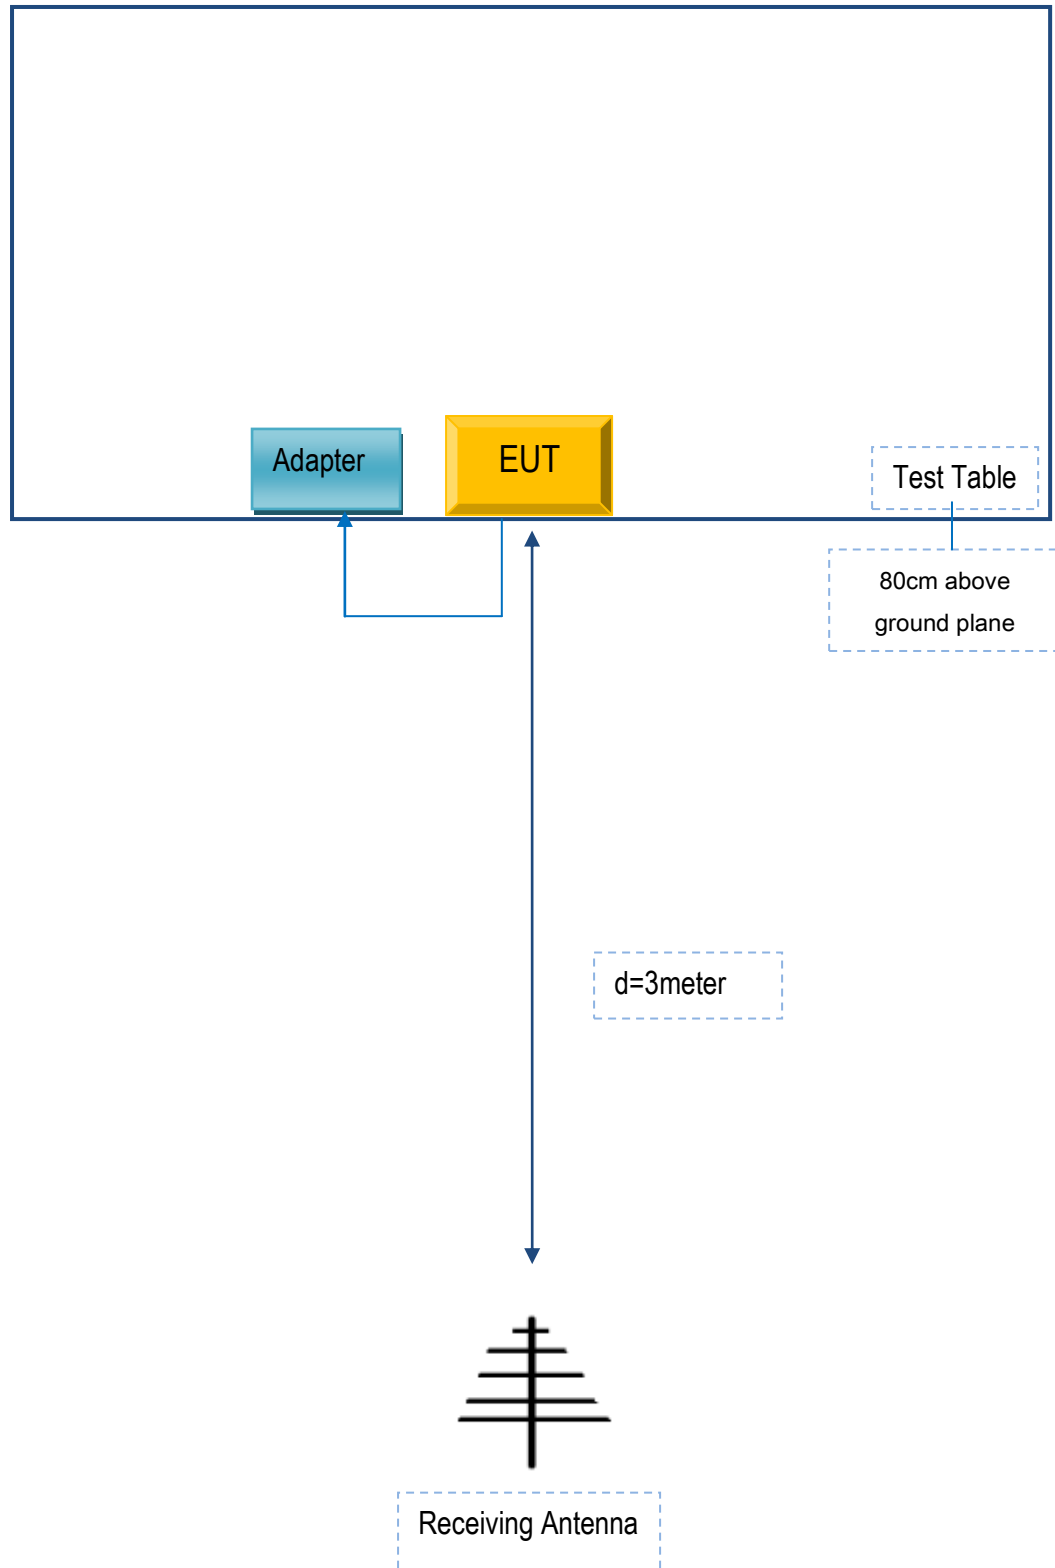 Adapter
EUT
Test Table
80cm above
ground plane
d=3meter
Receiving Antenna